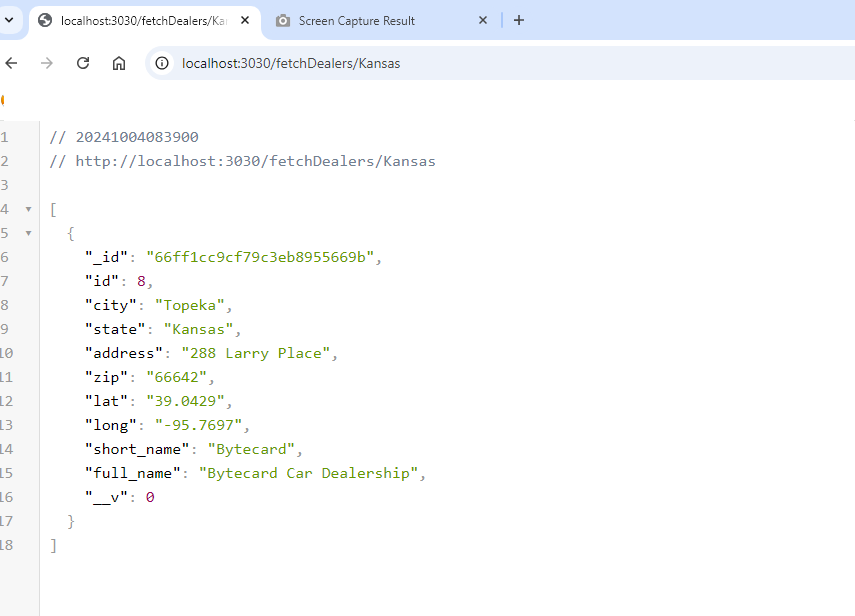 localhost:3030/fetchDealers/Ka
Screen Capture Result
localhost:3030/fetchDealers/Kansas
1 // 20241004083900
2 // http://localhost:3030/fetchDealers/Kansas
3
4 [
5 {
6 "_id": "66ff1cc9cf79c3eb8955669b",
7 "id": 8,
8 "city": "Topeka",
9 "state": "Kansas",
10 "address": "288 Larry Place",
11 "zip": "66642",
12 "lat": "39.0429",
13 "long": "-95.7697",
14 "short_name": "Bytecard",
15 "full_name": "Bytecard Car Dealership",
16 "__v": 0
17 }
18 ]